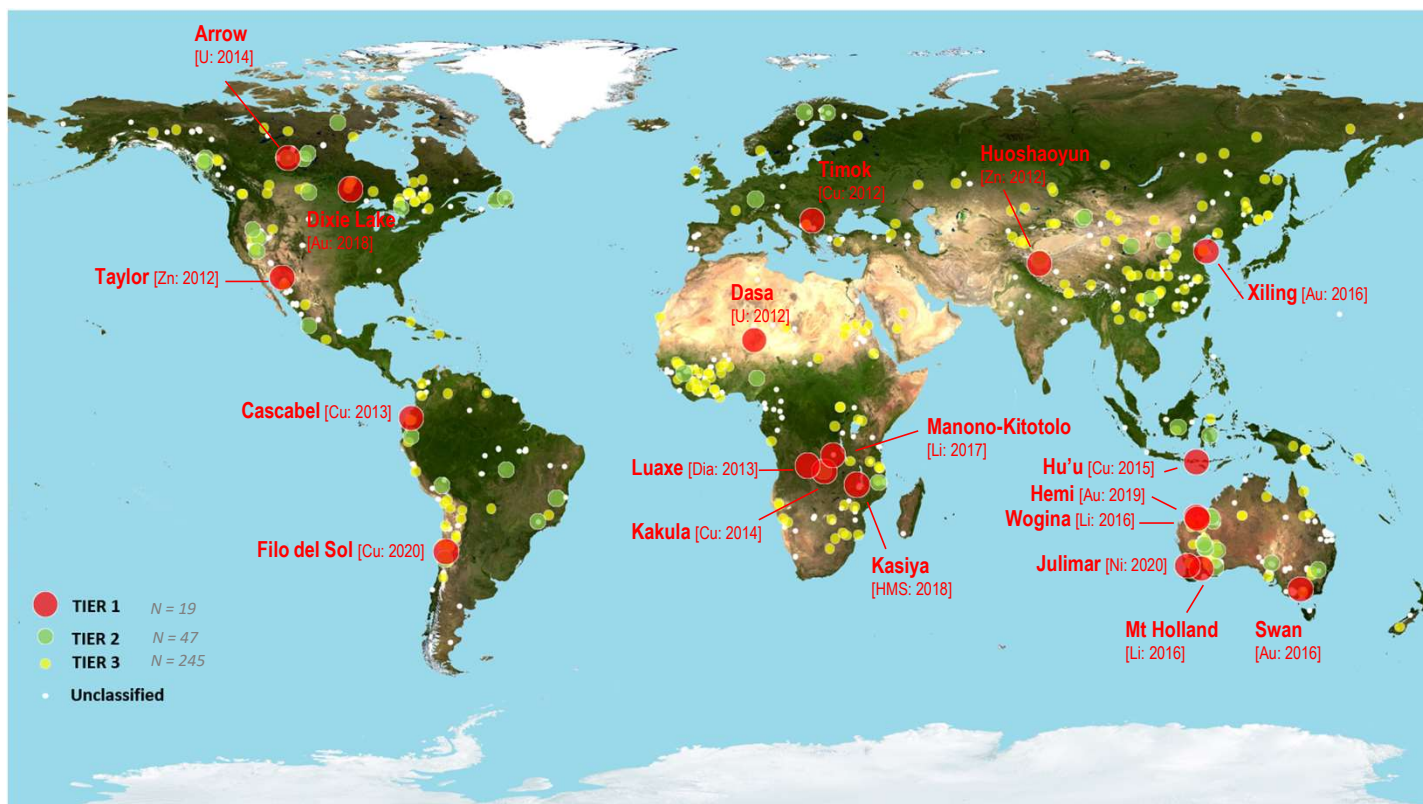 Arrow
[U: 2014]
Dixie Lake
[Au: 2018]
Taylor [Zn: 2012]
Timok
[Cu: 2012]
Huoshaoyun
[Zn: 2012]
Xiling [Au: 2016]
Dasa
[U: 2012]
Cascabel [Cu: 2013]
Manono-Kitotolo
[Li: 2017]
Luaxe [Dia: 2013]
Kakula [Cu: 2014]
Kasiya
[HMS: 2018]
Filo del Sol [Cu: 2020]
Hu'u [Cu: 2015]
Hemi [Au: 2019]
Wogina [Li: 2016]
Julimar [Ni: 2020]
Mt Holland
[Li: 2016]
Swan
[Au: 2016]
TIER 1 N = 19
TIER 2 N = 47
TIER 3 N = 245
Unclassified